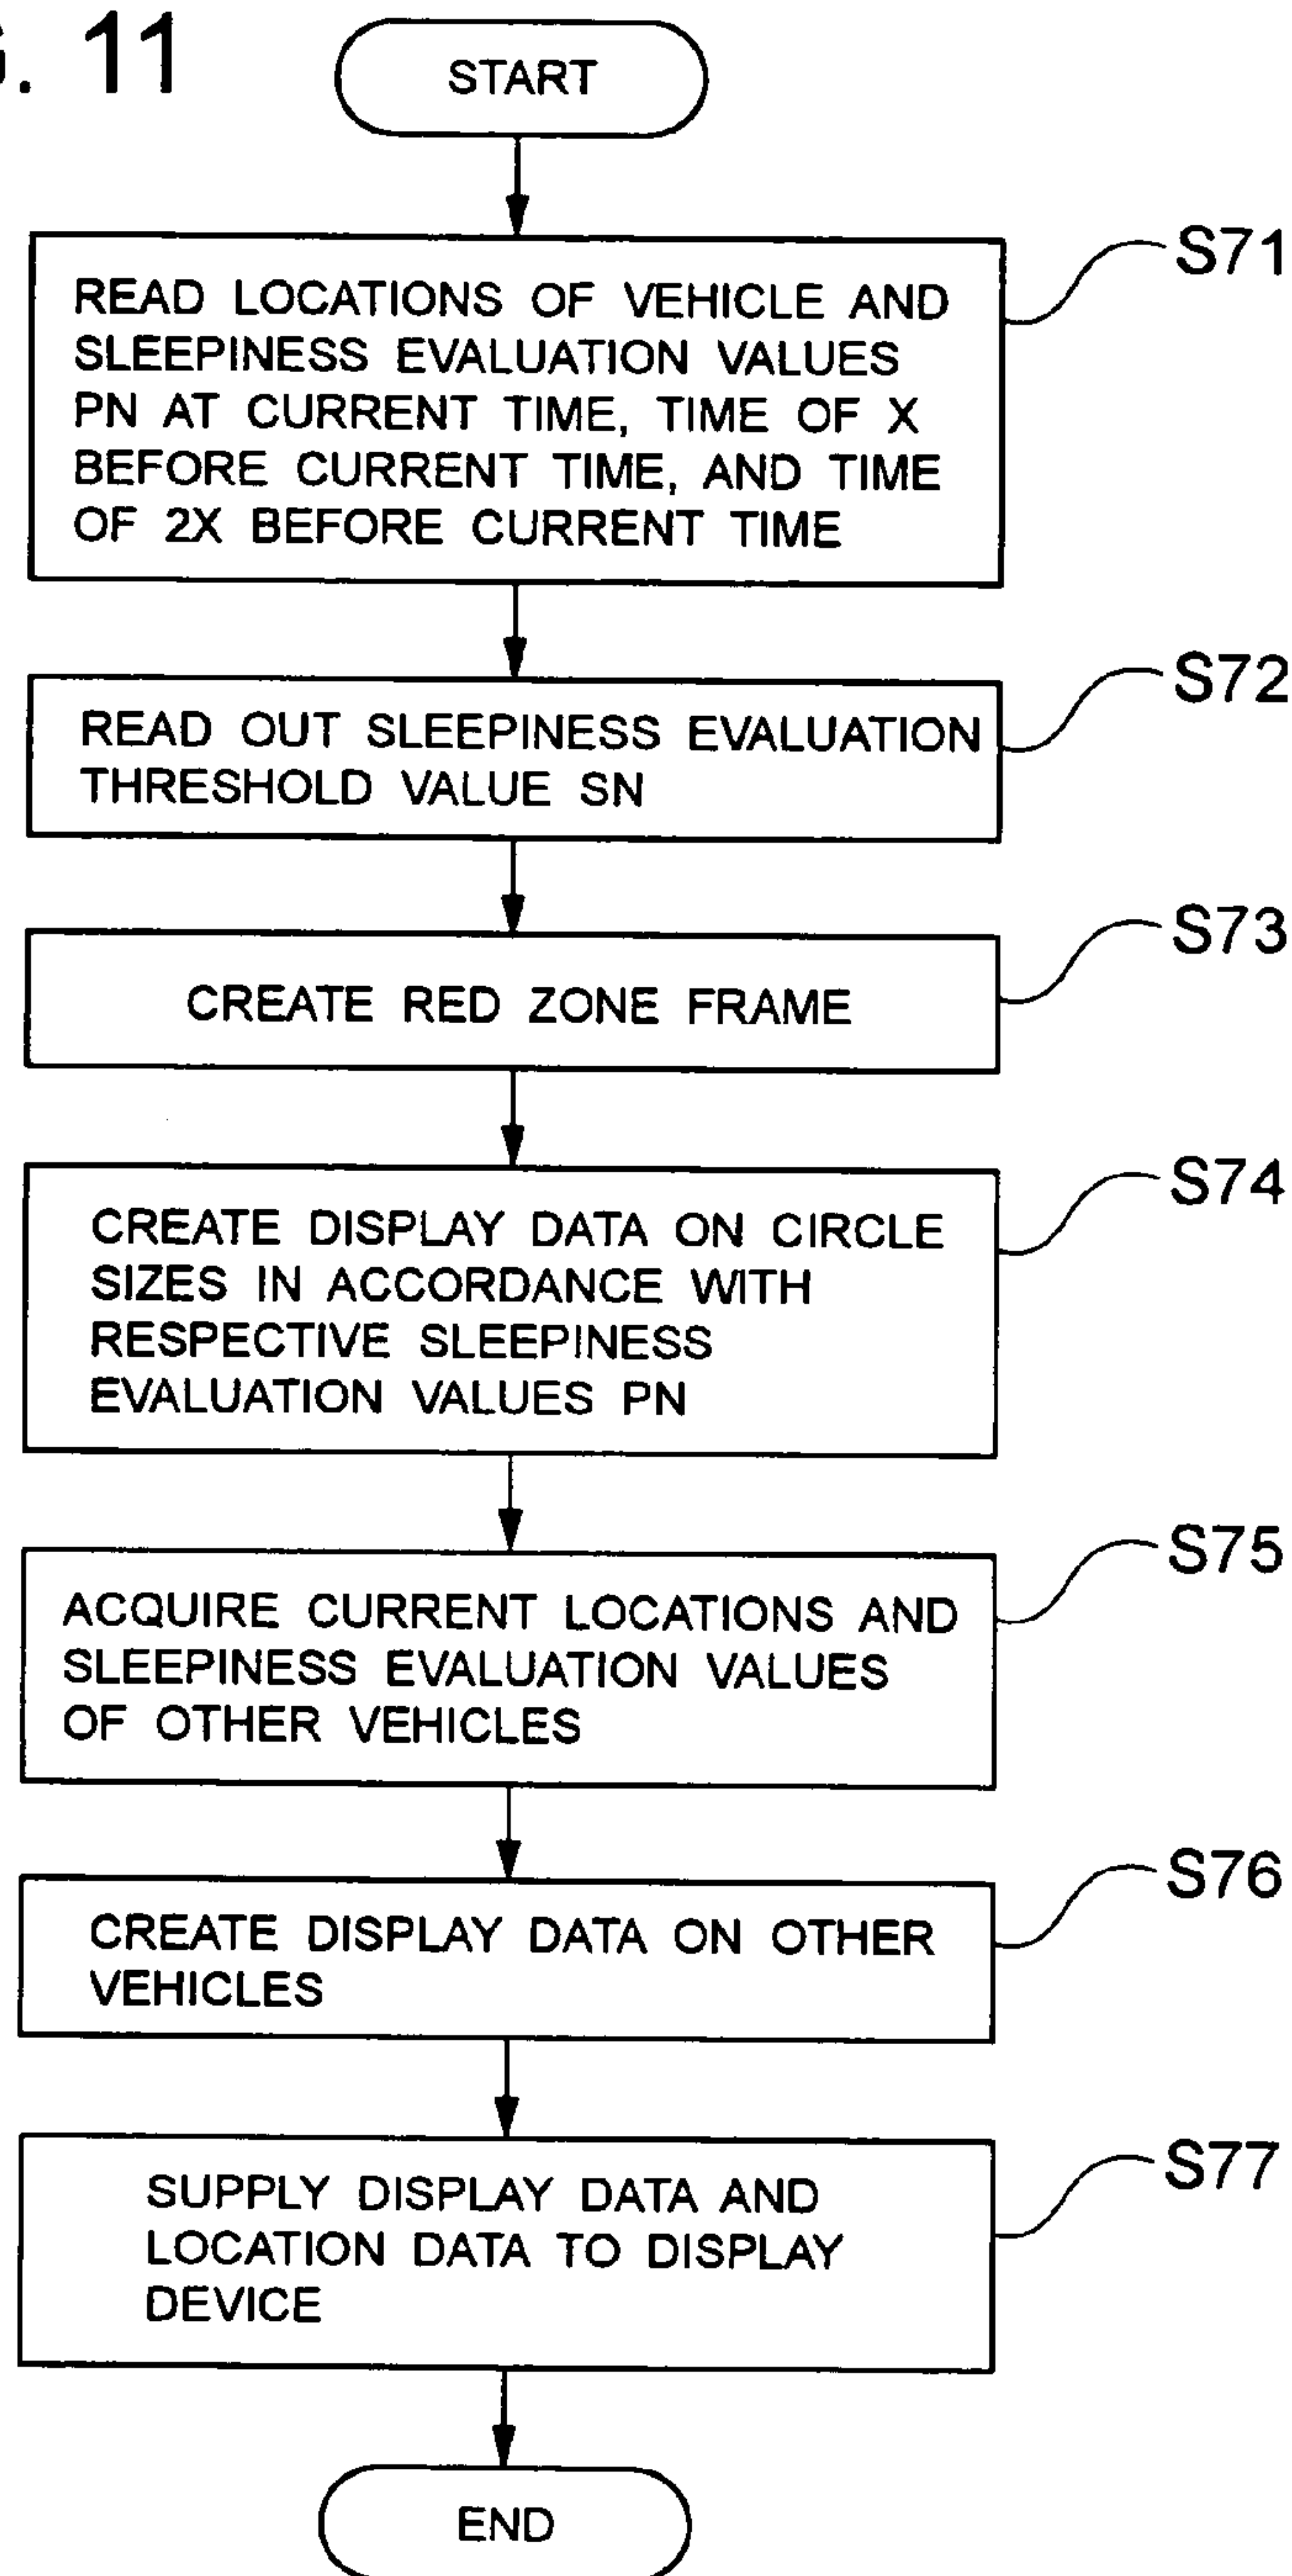 . 11
START
S71
READ LOCATIONS OF VEHICLE AND
SLEEPINESS EVALUATION VALUES
PN AT CURRENT TIME, TIME OF X
BEFORE CURRENT TIME, AND TIME
OF 2X BEFORE CURRENT TIME
S72
READ OUT SLEEPINESS EVALUATION
THRESHOLD VALUE SN
S73
CREATE RED ZONE FRAME
S74
CREATE DISPLAY DATA ON CIRCLE
SIZES IN ACCORDANCE WITH
RESPECTIVE SLEEPINESS
EVALUATION VALUES PN
S75
ACQUIRE CURRENT LOCATIONS AND
SLEEPINESS EVALUATION VALUES
OF OTHER VEHICLES
S76
CREATE DISPLAY DATA ON OTHER
VEHICLES
S77
SUPPLY DISPLAY DATA AND
LOCATION DATA TO DISPLAY
DEVICE
END